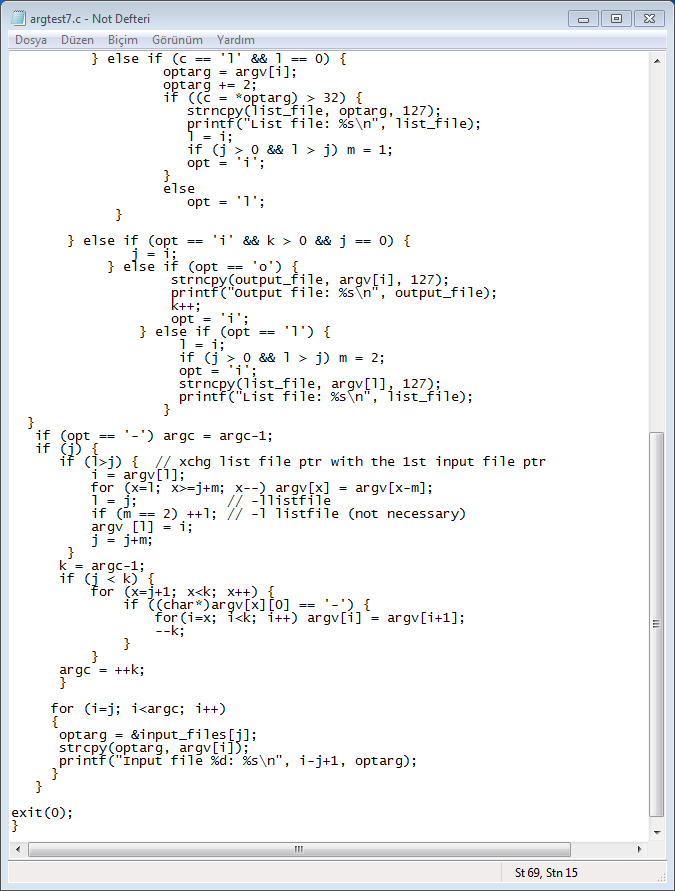 argtest7.c - Not Defteri
Dosya Düzen Biçim Görünüm Yardım
} else if (c == 'l' && l == 0) {
optarg = argv[i];
optarg += 2;
if ((c = *optarg) > 32) {
strncpy(list_file, optarg, 127);
printf("List file: %s\n", list_file);
l = i;
if (j > 0 && l > j) m = 1;
opt = 'i';
}
else
opt = 'l';
}
} else if (opt == 'i' && k > 0 && j == 0) {
j = i;
} else if (opt == 'o') {
strncpy(output_file, argv[i], 127);
printf("Output file: %s\n", output_file);
k++;
opt = 'i';
} else if (opt == 'l') {
l = i;
if (j > 0 && l > j) m = 2;
opt = 'i';
strncpy(list_file, argv[l], 127);
printf("List file: %s\n", list_file);
}
}
if (opt == '-') argc = argc-1;
if (j) {
if (l>j) { // xchg list file ptr with the 1st input file ptr
i = argv[l];
for (x=l; x>=j+m; x--) argv[x] = argv[x-m];
l = j; // -llistfile
if (m == 2) ++l; // -l listfile (not necessary)
argv [l] = i;
j = j+m;
}
k = argc-1;
if (j < k) {
for (x=j+1; x<k; x++) {
if ((char*)argv[x][0] == '-') {
for(i=x; i<k; i++) argv[i] = argv[i+1];
--k;
}
}
argc = ++k;
}
for (i=j; i<argc; i++)
{
optarg = &input_files[j];
strcpy(optarg, argv[i]);
printf("Input file %d: %s\n", i-j+1, optarg);
}
}
exit(0);
}
St 69, Stn 15